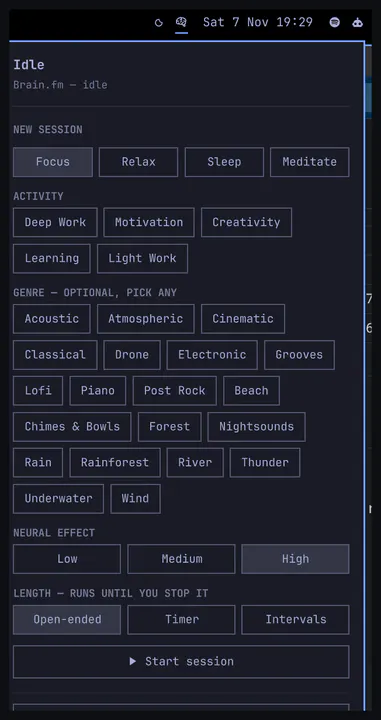 Sat 7 Nov 19:29
Idle
Brain.fm — idle
NEW SESSION
Focus Relax Sleep Meditate
ACTIVITY
Deep Work Motivation Creativity
Learning Light Work
GENRE — OPTIONAL, PICK ANY
Acoustic Atmospheric Cinematic
Classical Drone Electronic Grooves
Lofi Piano Post Rock Beach
Chimes & Bowls Forest Nightsounds
Rain Rainforest River Thunder
Underwater Wind
NEURAL EFFECT
Low Medium High
LENGTH — RUNS UNTIL YOU STOP IT
Open-ended Timer Intervals
Start session
7
6